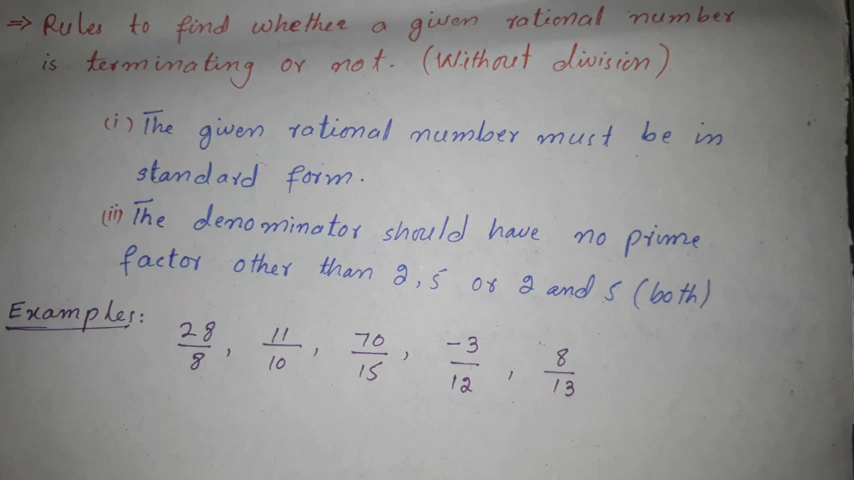 ⇒ Rules to find whether a given rational number
is terminating or not. (Without division)
(i) The given rational number must be in
standard form.
(ii) The denominator should have no prime
factor other than 2, 5 or 2 and 5 (both)
Examples:
28/8, 11/10, 70/15, -3/12, 8/13